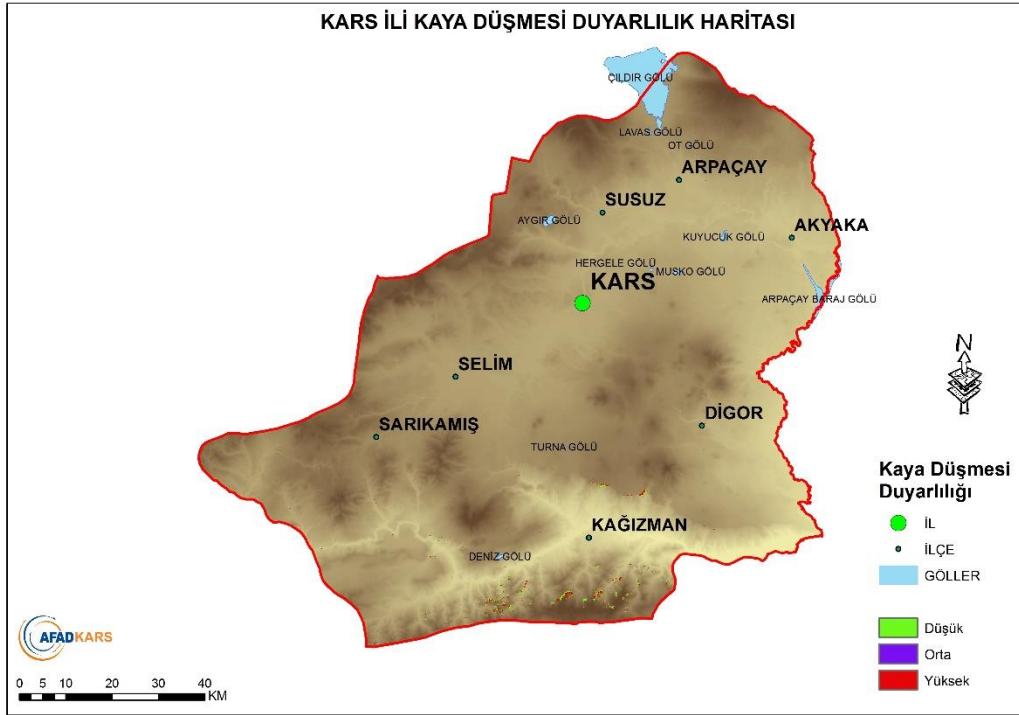 KARS İLİ KAYA DÜŞMESİ DUYARLILIK HARİTASI
ÇILDIR GÖLÜ
LAVAS GÖLÜ
OT GÖLÜ
ARPAÇAY
SUSUZ
AYGIR GÖLÜ
AKYAKA
KUYUCUK GÖLÜ
HERGELE GÖLÜ
MUSKO GÖLÜ
KARS
ARPAÇAY BARAJ GÖLÜ
N
SELİM
DİGOR
SARIKAMIŞ
TURNA GÖLÜ
KAĞIZMAN
DENİZ GÖLÜ
Kaya Düşmesi
Duyarlılığı
İL
İLÇE
GÖLLER
Düşük
Orta
Yüksek
AFADKARS
0 5 10 20 30 40
KM